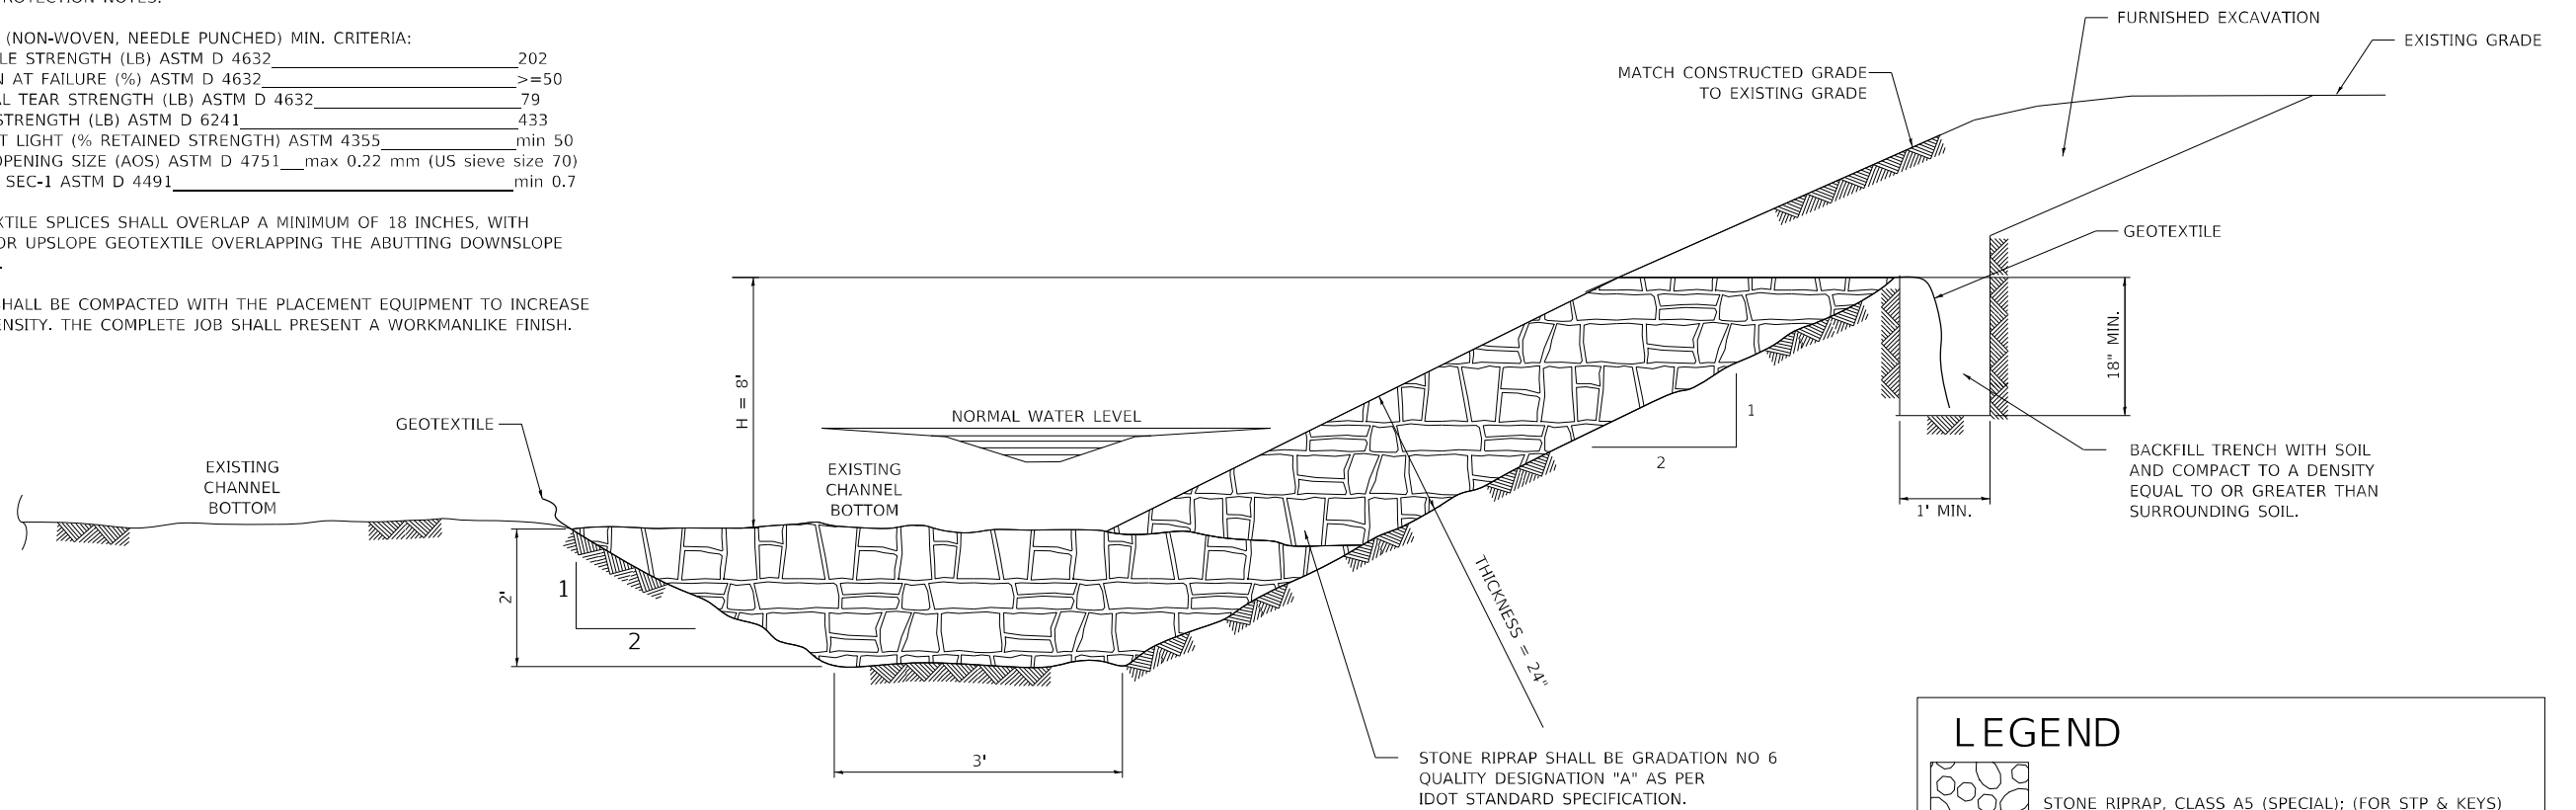 PROTECTION NOTES:
(NON-WOVEN, NEEDLE PUNCHED) MIN. CRITERIA:
LE STRENGTH (LB) ASTM D 4632 202
N AT FAILURE (%) ASTM D 4632 >=50
AL TEAR STRENGTH (LB) ASTM D 4632 79
STRENGTH (LB) ASTM D 6241 433
T LIGHT (% RETAINED STRENGTH) ASTM 4355 min 50
OPENING SIZE (AOS) ASTM D 4751 max 0.22 mm (US sieve size 70)
SEC-1 ASTM D 4491 min 0.7
XTILE SPLICES SHALL OVERLAP A MINIMUM OF 18 INCHES, WITH
OR UPSLOPE GEOTEXTILE OVERLAPPING THE ABUTTING DOWNSLOPE
SHALL BE COMPACTED WITH THE PLACEMENT EQUIPMENT TO INCREASE
ENSITY. THE COMPLETE JOB SHALL PRESENT A WORKMANLIKE FINISH.
FURNISHED EXCAVATION
EXISTING GRADE
MATCH CONSTRUCTED GRADE
TO EXISTING GRADE
GEOTEXTILE
18" MIN.
H = 8'
NORMAL WATER LEVEL
GEOTEXTILE
EXISTING
CHANNEL
BOTTOM
EXISTING
CHANNEL
BOTTOM
1
2
BACKFILL TRENCH WITH SOIL
AND COMPACT TO A DENSITY
EQUAL TO OR GREATER THAN
SURROUNDING SOIL.
1' MIN.
2'
1
2
THICKNESS = 24"
3'
STONE RIPRAP SHALL BE GRADATION NO 6
QUALITY DESIGNATION "A" AS PER
IDOT STANDARD SPECIFICATION.
LEGEND
STONE RIPRAP, CLASS A5 (SPECIAL); (FOR STP & KEYS)